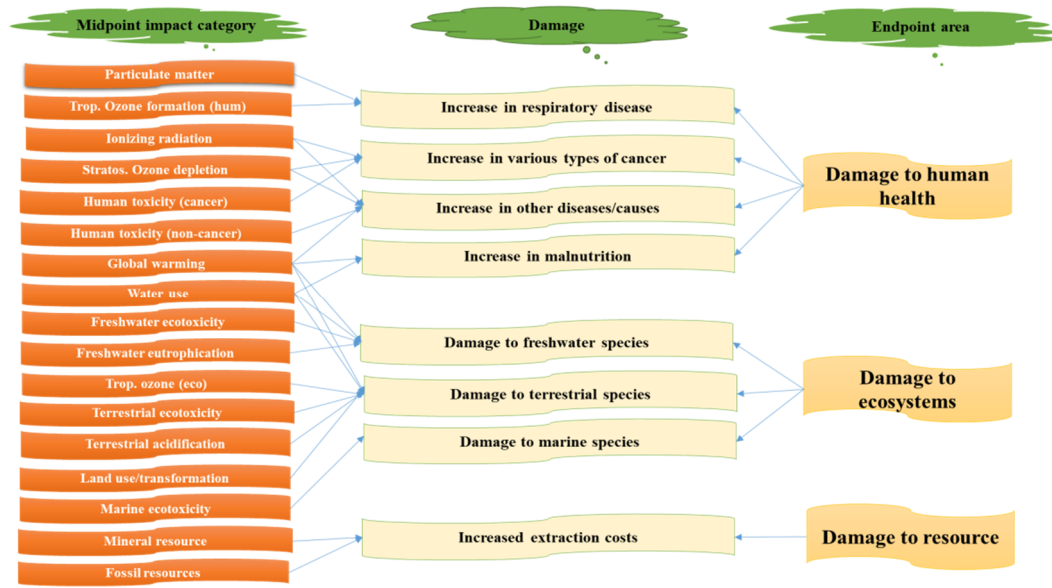 Midpoint impact category
Damage
Endpoint area
Particulate matter
Trop. Ozone formation (hum)
Ionizing radiation
Stratos. Ozone depletion
Human toxicity (cancer)
Human toxicity (non-cancer)
Global warming
Water use
Freshwater ecotoxicity
Freshwater eutrophication
Trop. ozone (eco)
Terrestrial ecotoxicity
Terrestrial acidification
Land use/transformation
Marine ecotoxicity
Mineral resource
Fossil resources
Increase in respiratory disease
Increase in various types of cancer
Increase in other diseases/causes
Increase in malnutrition
Damage to freshwater species
Damage to terrestrial species
Damage to marine species
Increased extraction costs
Damage to human
health
Damage to
ecosystems
Damage to resource